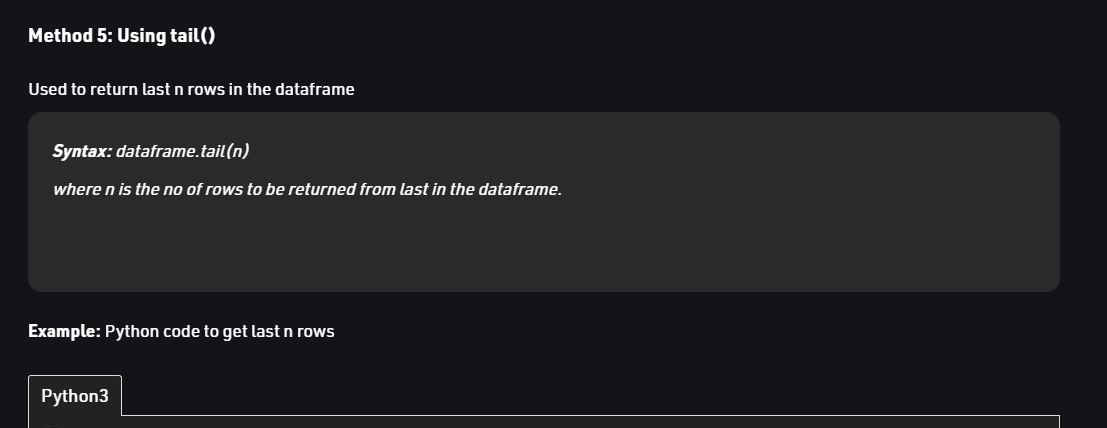 Method 5: Using tail()
Used to return last n rows in the dataframe
Syntax: dataframe.tail(n)
where n is the no of rows to be returned from last in the dataframe.
Example: Python code to get last n rows
Python3